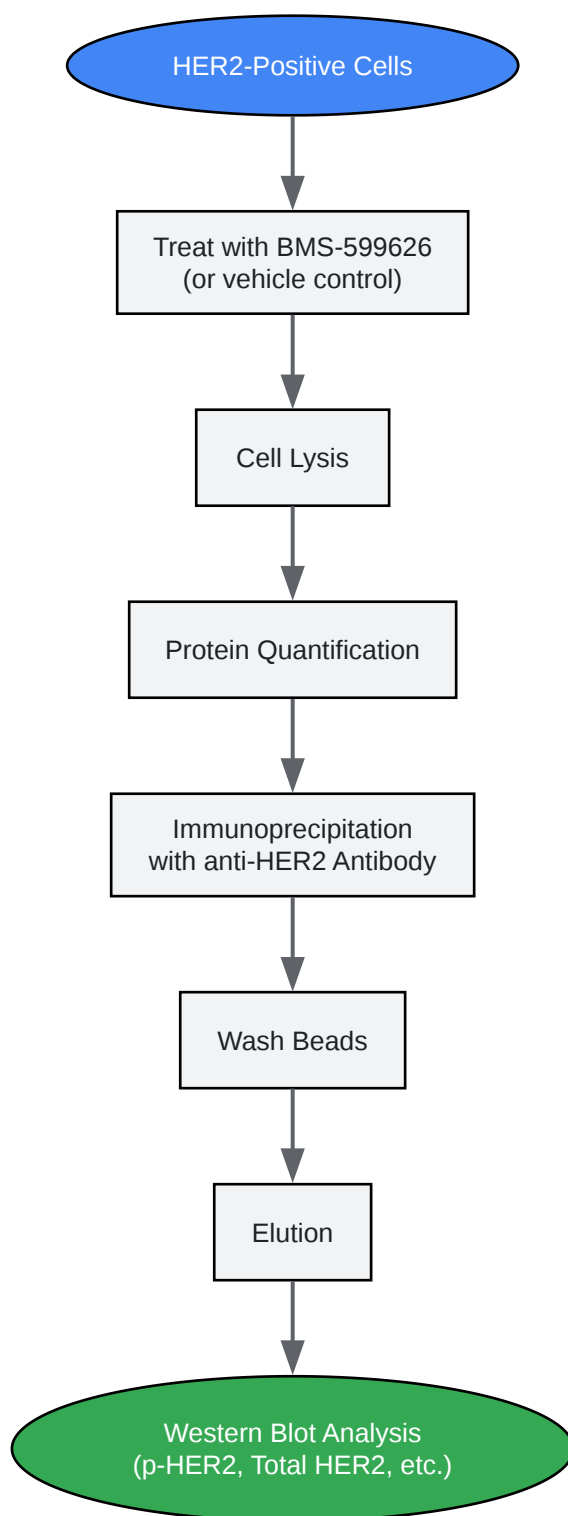 HER2-Positive Cells
Treat with BMS-599626
(or vehicle control)
Cell Lysis
Protein Quantification
Immunoprecipitation
with anti-HER2 Antibody
Wash Beads
Elution
Western Blot Analysis
(p-HER2, Total HER2, etc.)